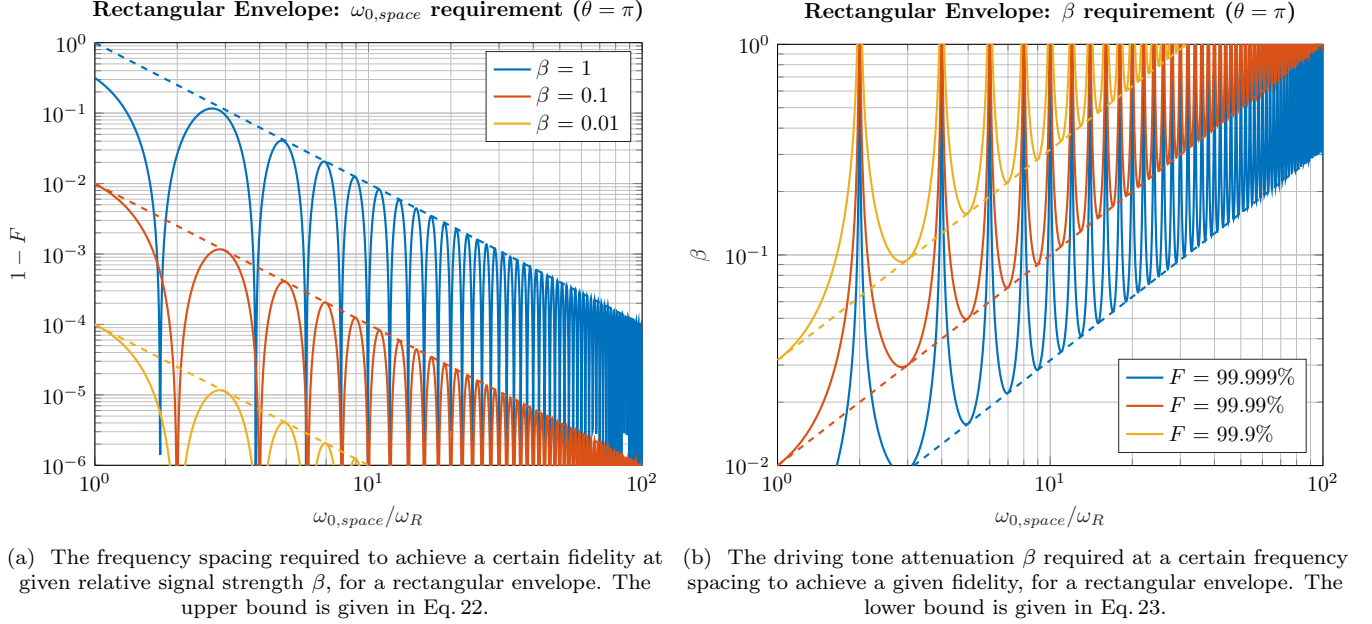 Rectangular Envelope: ω0,space requirement (θ = π)
10^0
10^-1
10^-2
10^-3
10^-4
10^-5
10^-6
1 − F
β = 1
β = 0.1
β = 0.01
10^0
10^1
10^2
ω0,space/ωR
(a) The frequency spacing required to achieve a certain fidelity at
given relative signal strength β, for a rectangular envelope. The
upper bound is given in Eq. 22.
Rectangular Envelope: β requirement (θ = π)
10^0
10^-1
10^-2
β
F = 99.999%
F = 99.99%
F = 99.9%
10^0
10^1
10^2
ω0,space/ωR
(b) The driving tone attenuation β required at a certain frequency
spacing to achieve a given fidelity, for a rectangular envelope. The
lower bound is given in Eq. 23.